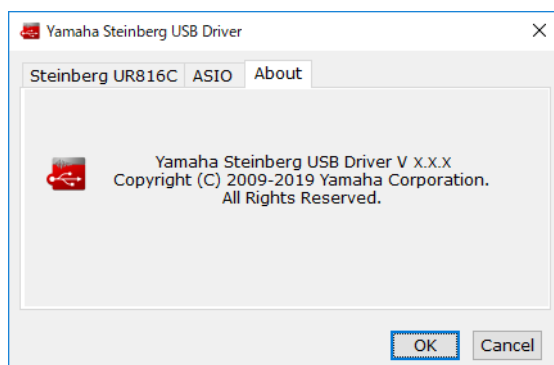 Yamaha Steinberg USB Driver
Steinberg UR816C ASIO About
Yamaha Steinberg USB Driver V X.X.X
Copyright (C) 2009-2019 Yamaha Corporation.
All Rights Reserved.
OK Cancel